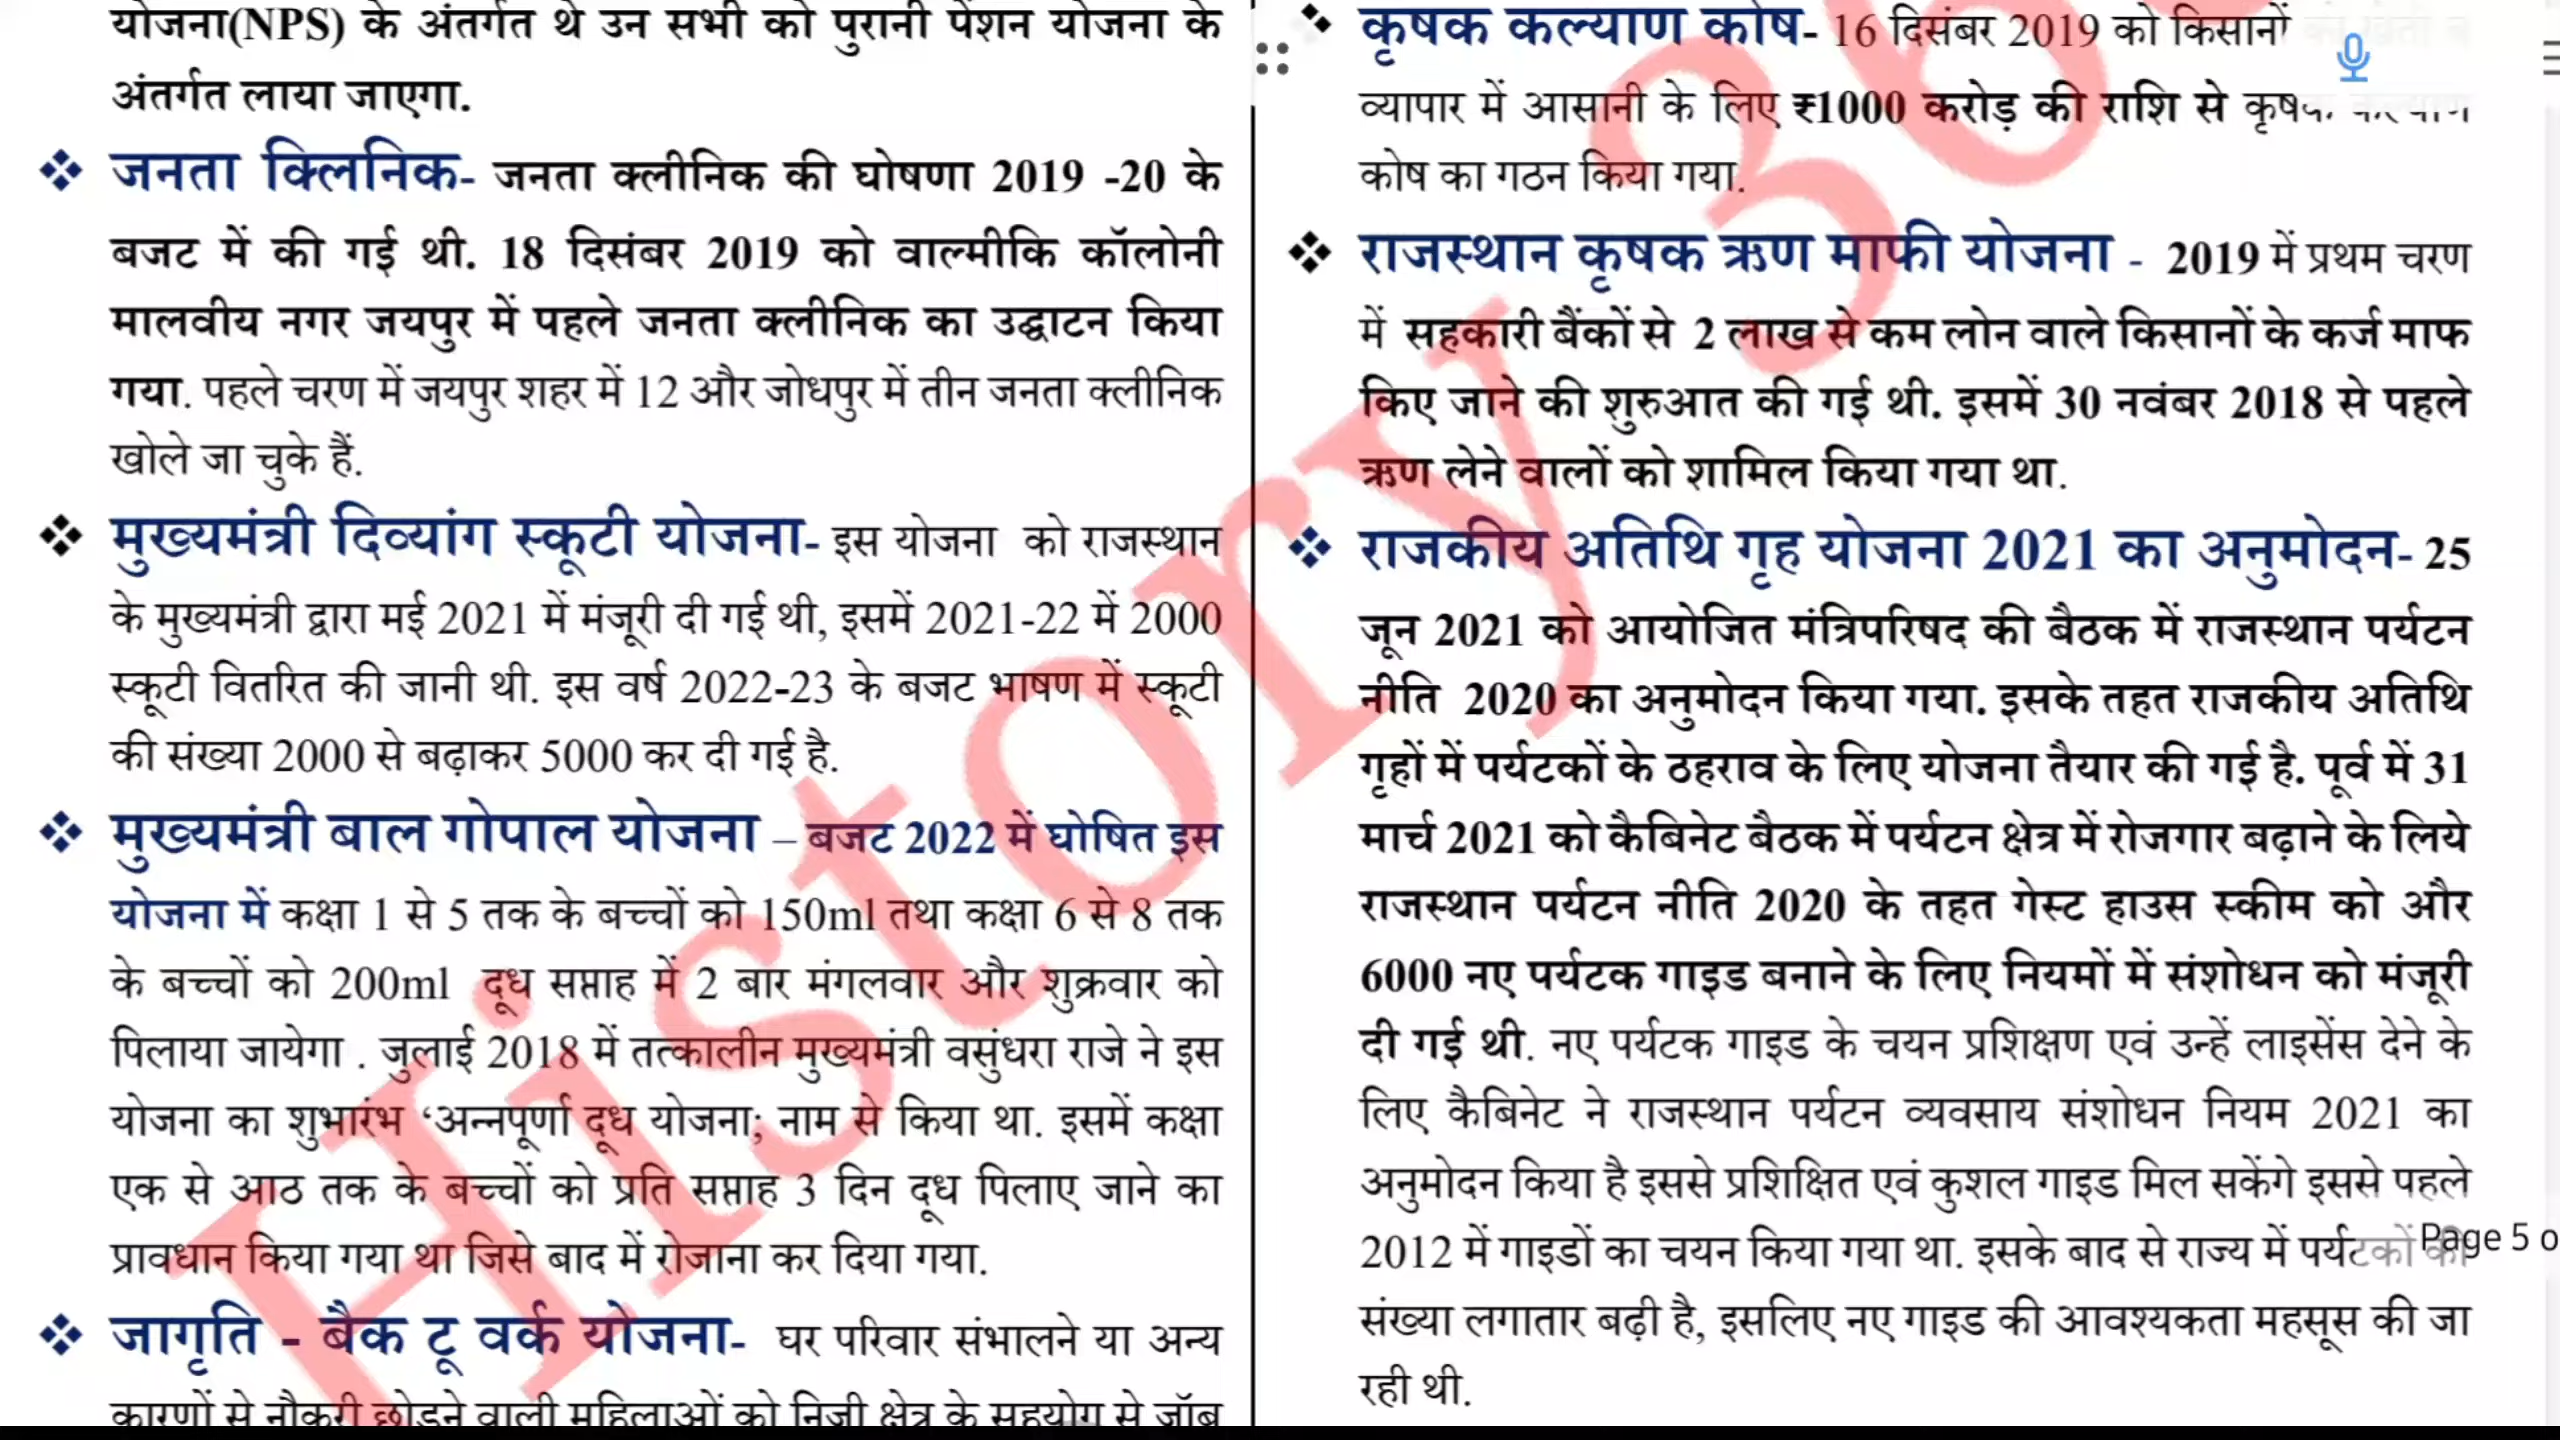 योजना(NPS) के अंतर्गत थे उन सभी को पुरानी पेंशन योजना के
अंतर्गत लाया जाएगा.
❖ जनता क्लिनिक- जनता क्लीनिक की घोषणा 2019 -20 के
बजट में की गई थी. 18 दिसंबर 2019 को वाल्मीकि कॉलोनी
मालवीय नगर जयपुर में पहले जनता क्लीनिक का उद्घाटन किया
गया. पहले चरण में जयपुर शहर में 12 और जोधपुर में तीन जनता क्लीनिक
खोले जा चुके हैं.
❖ मुख्यमंत्री दिव्यांग स्कूटी योजना- इस योजना को राजस्थान
के मुख्यमंत्री द्वारा मई 2021 में मंजूरी दी गई थी, इसमें 2021-22 में 2000
स्कूटी वितरित की जानी थी. इस वर्ष 2022-23 के बजट भाषण में स्कूटी
की संख्या 2000 से बढ़ाकर 5000 कर दी गई है.
❖ मुख्यमंत्री बाल गोपाल योजना – बजट 2022 में घोषित इस
योजना में कक्षा 1 से 5 तक के बच्चों को 150ml तथा कक्षा 6 से 8 तक
के बच्चों को 200ml दूध सप्ताह में 2 बार मंगलवार और शुक्रवार को
पिलाया जायेगा . जुलाई 2018 में तत्कालीन मुख्यमंत्री वसुंधरा राजे ने इस
योजना का शुभारंभ ‘अन्नपूर्णा दूध योजना; नाम से किया था. इसमें कक्षा
एक से आठ तक के बच्चों को प्रति सप्ताह 3 दिन दूध पिलाए जाने का
प्रावधान किया गया था जिसे बाद में रोजाना कर दिया गया.
❖ जागृति - बैक टू वर्क योजना- घर परिवार संभालने या अन्य
कारणों से नौकरी छोड़ने वाली महिलाओं को निजी क्षेत्र के सहयोग से जॉब
❖ कृषक कल्याण कोष- 16 दिसंबर 2019 को किसानों
व्यापार में आसानी के लिए ₹1000 करोड़ की राशि से कृषक कल्याण
कोष का गठन किया गया.
❖ राजस्थान कृषक ऋण माफी योजना - 2019 में प्रथम चरण
में सहकारी बैंकों से 2 लाख से कम लोन वाले किसानों के कर्ज माफ
किए जाने की शुरुआत की गई थी. इसमें 30 नवंबर 2018 से पहले
ऋण लेने वालों को शामिल किया गया था.
❖ राजकीय अतिथि गृह योजना 2021 का अनुमोदन- 25
जून 2021 को आयोजित मंत्रिपरिषद की बैठक में राजस्थान पर्यटन
नीति 2020 का अनुमोदन किया गया. इसके तहत राजकीय अतिथि
गृहों में पर्यटकों के ठहराव के लिए योजना तैयार की गई है. पूर्व में 31
मार्च 2021 को कैबिनेट बैठक में पर्यटन क्षेत्र में रोजगार बढ़ाने के लिये
राजस्थान पर्यटन नीति 2020 के तहत गेस्ट हाउस स्कीम को और
6000 नए पर्यटक गाइड बनाने के लिए नियमों में संशोधन को मंजूरी
दी गई थी. नए पर्यटक गाइड के चयन प्रशिक्षण एवं उन्हें लाइसेंस देने के
लिए कैबिनेट ने राजस्थान पर्यटन व्यवसाय संशोधन नियम 2021 का
अनुमोदन किया है इससे प्रशिक्षित एवं कुशल गाइड मिल सकेंगे इससे पहले
2012 में गाइडों का चयन किया गया था. इसके बाद से राज्य में पर्यटकों की
संख्या लगातार बढ़ी है, इसलिए नए गाइड की आवश्यकता महसूस की जा
रही थी.
Page 5 o
History 36